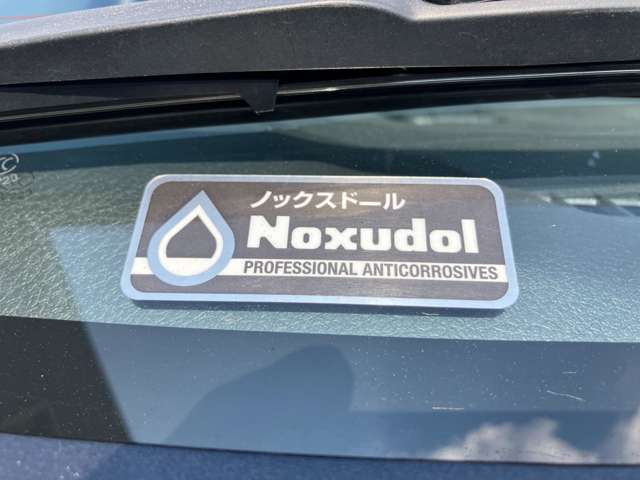 ノックスドール
Noxudol
PROFESSIONAL ANTICORROSIVES